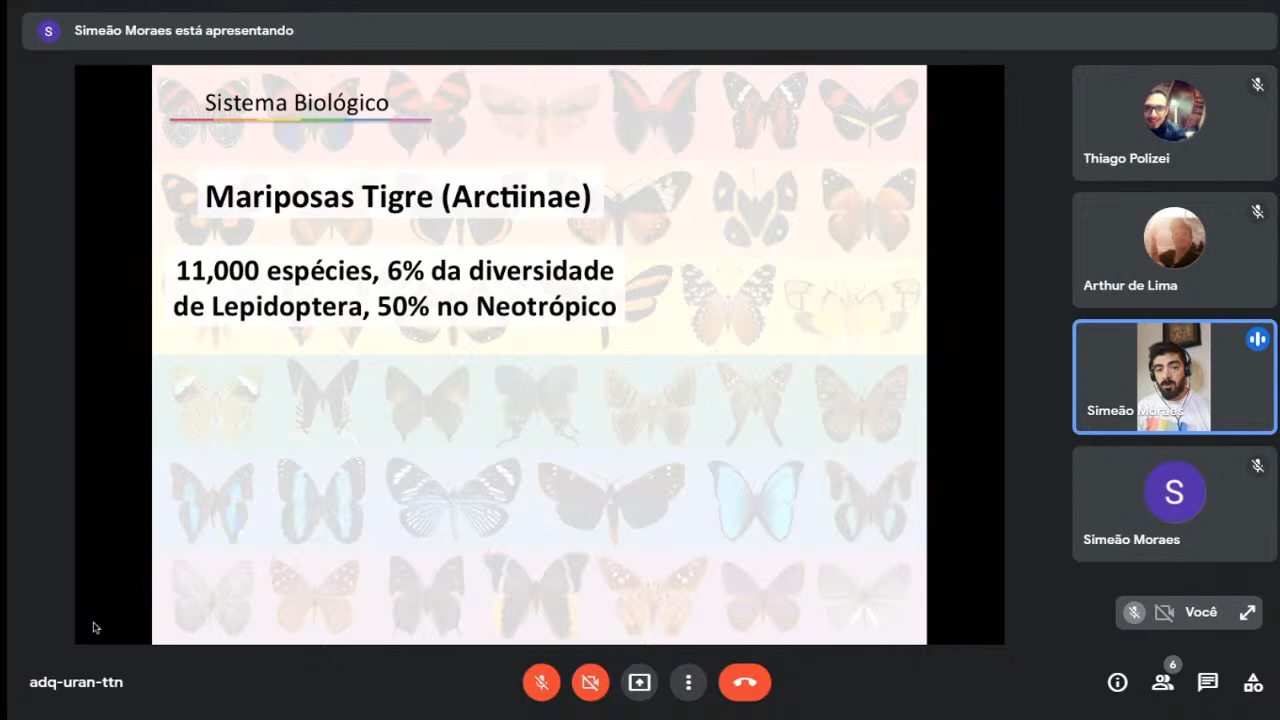 S
Simeão Moraes está apresentando
Sistema Biológico
Mariposas Tigre (Arctiinae)
11,000 espécies, 6% da diversidade
de Lepidoptera, 50% no Neotrópico
Thiago Polizei
Arthur de Lima
Simeão Moraes
S
Simeão Moraes
Você
adq-uran-ttn
6